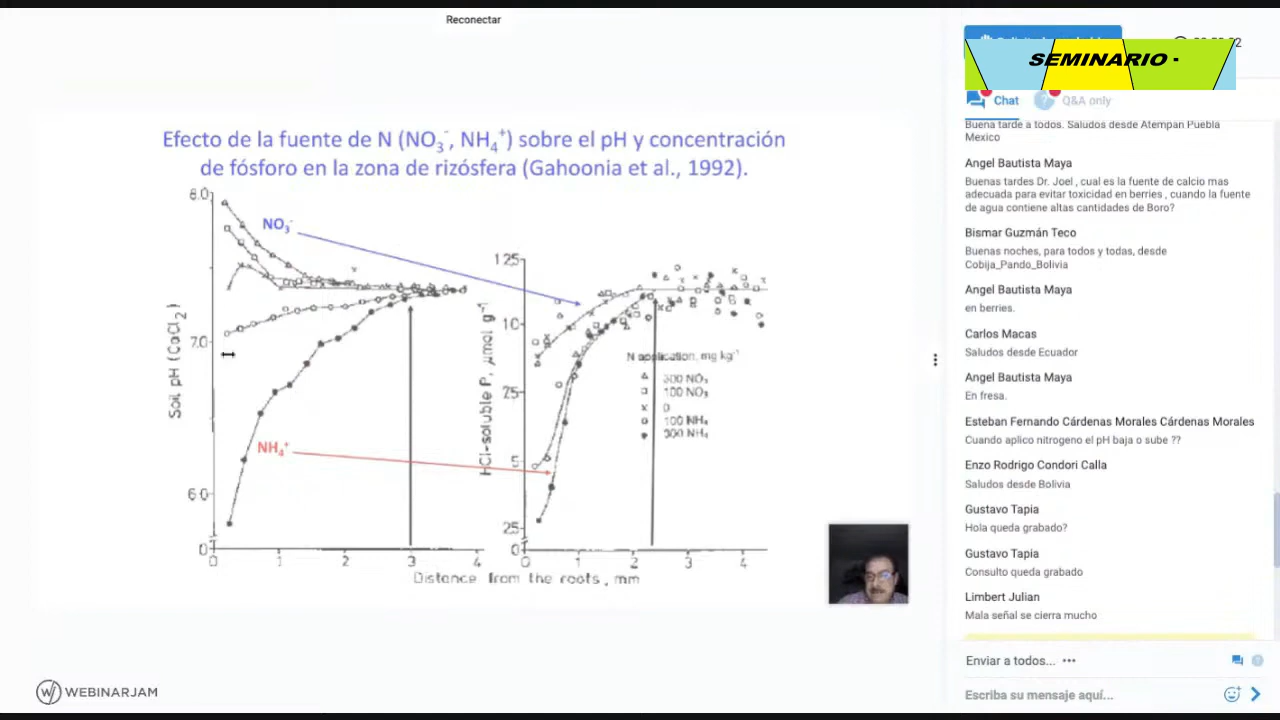 Reconectar
SEMINARIO -
Chat
Q&A only
Efecto de la fuente de N (NO3-, NH4+) sobre el pH y concentración
de fósforo en la zona de rizósfera (Gahoonia et al., 1992).
8.0
7.0
6.0
0
Soil pH (CaCl2)
NO3-
NH4+
0
1
2
3
4
125
10
75
5
25
0
HCl-soluble P, µmol g-1
N application, mg kg-1
300 NO3
100 NO3
0
100 NH4
300 NH4
0
1
2
3
4
Distance from the roots, mm
Buena tarde a todos. Saludos desde Atempan Puebla
Mexico
Angel Bautista Maya
Buenas tardes Dr. Joel , cual es la fuente de calcio mas
adecuada para evitar toxicidad en berries , cuando la fuente
de agua contiene altas cantidades de Boro?
Bismar Guzmán Teco
Buenas noches, para todos y todas, desde
Cobija_Pando_Bolivia
Angel Bautista Maya
en berries.
Carlos Macas
Saludos desde Ecuador
Angel Bautista Maya
En fresa.
Esteban Fernando Cárdenas Morales Cárdenas Morales
Cuando aplico nitrogeno el pH baja o sube ??
Enzo Rodrigo Condori Calla
Saludos desde Bolivia
Gustavo Tapia
Hola queda grabado?
Gustavo Tapia
Consulto queda grabado
Limbert Julian
Mala señal se cierra mucho
Enviar a todos... •••
Escriba su mensaje aquí...
WEBINARJAM